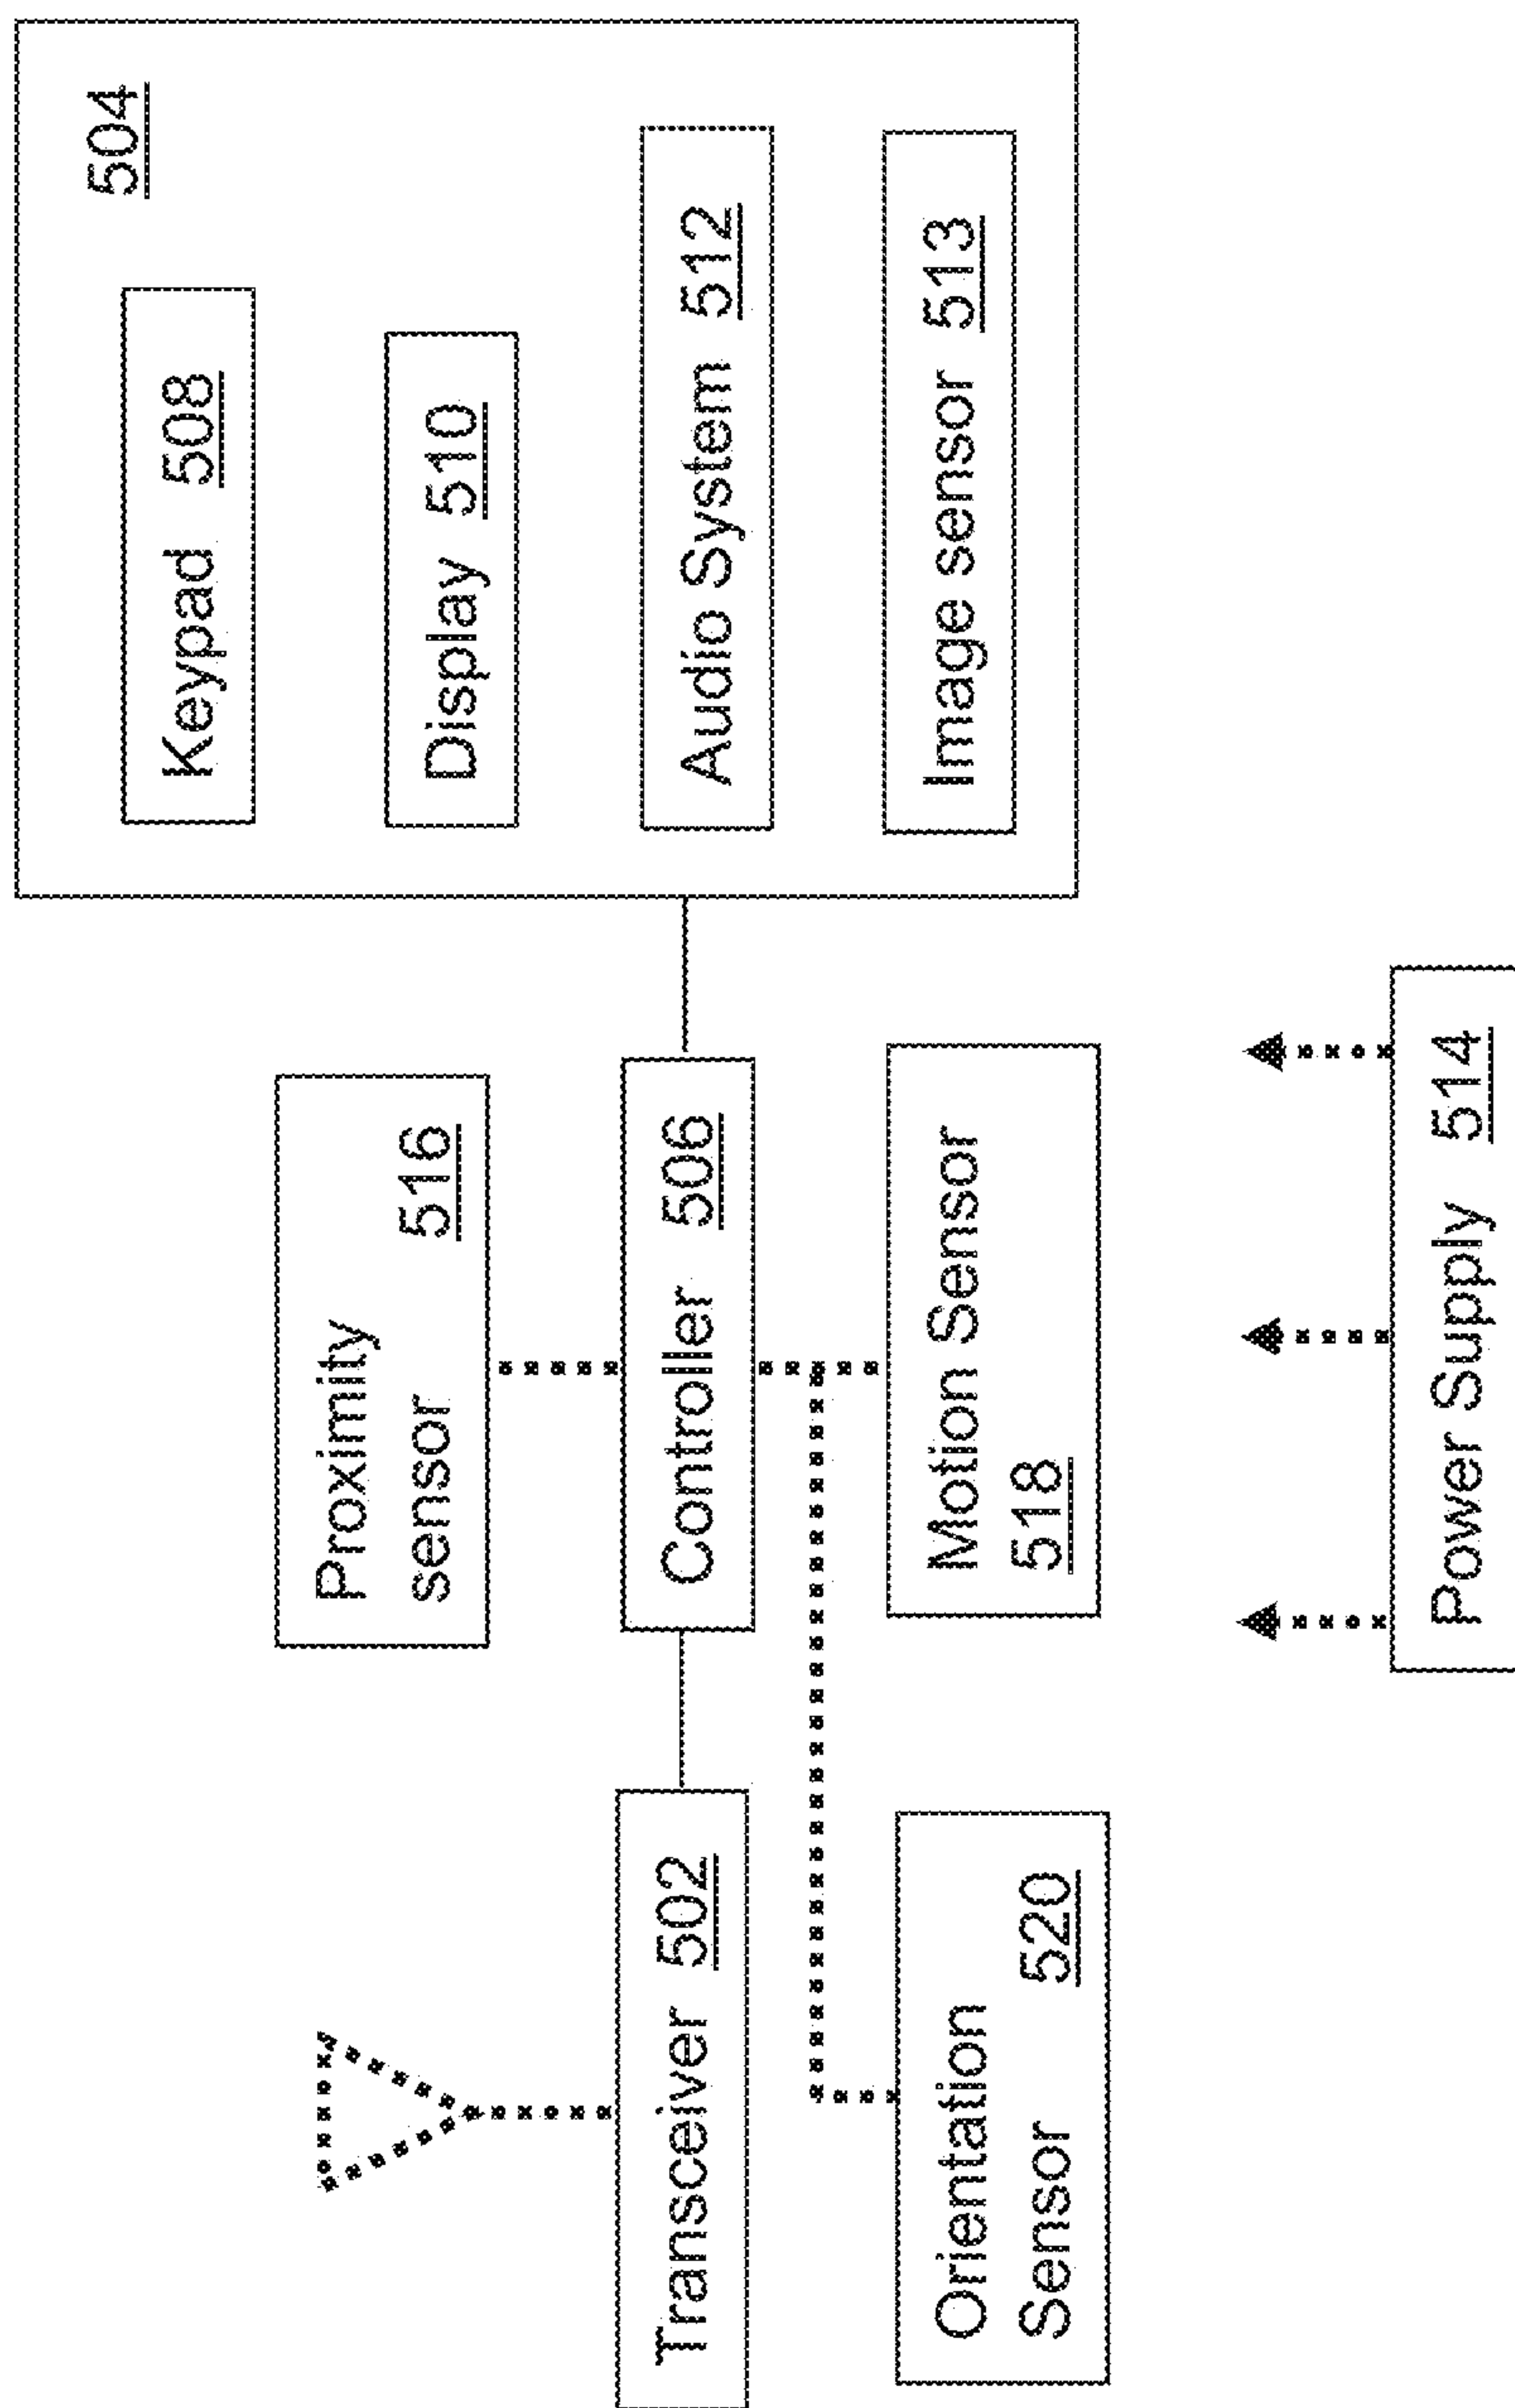 504
Keypad 508
Display 510
Audio System 512
Image sensor 513
Proximity
sensor 516
Controller 506
Motion Sensor
518
Transceiver 502
Orientation
Sensor 520
Power Supply 514